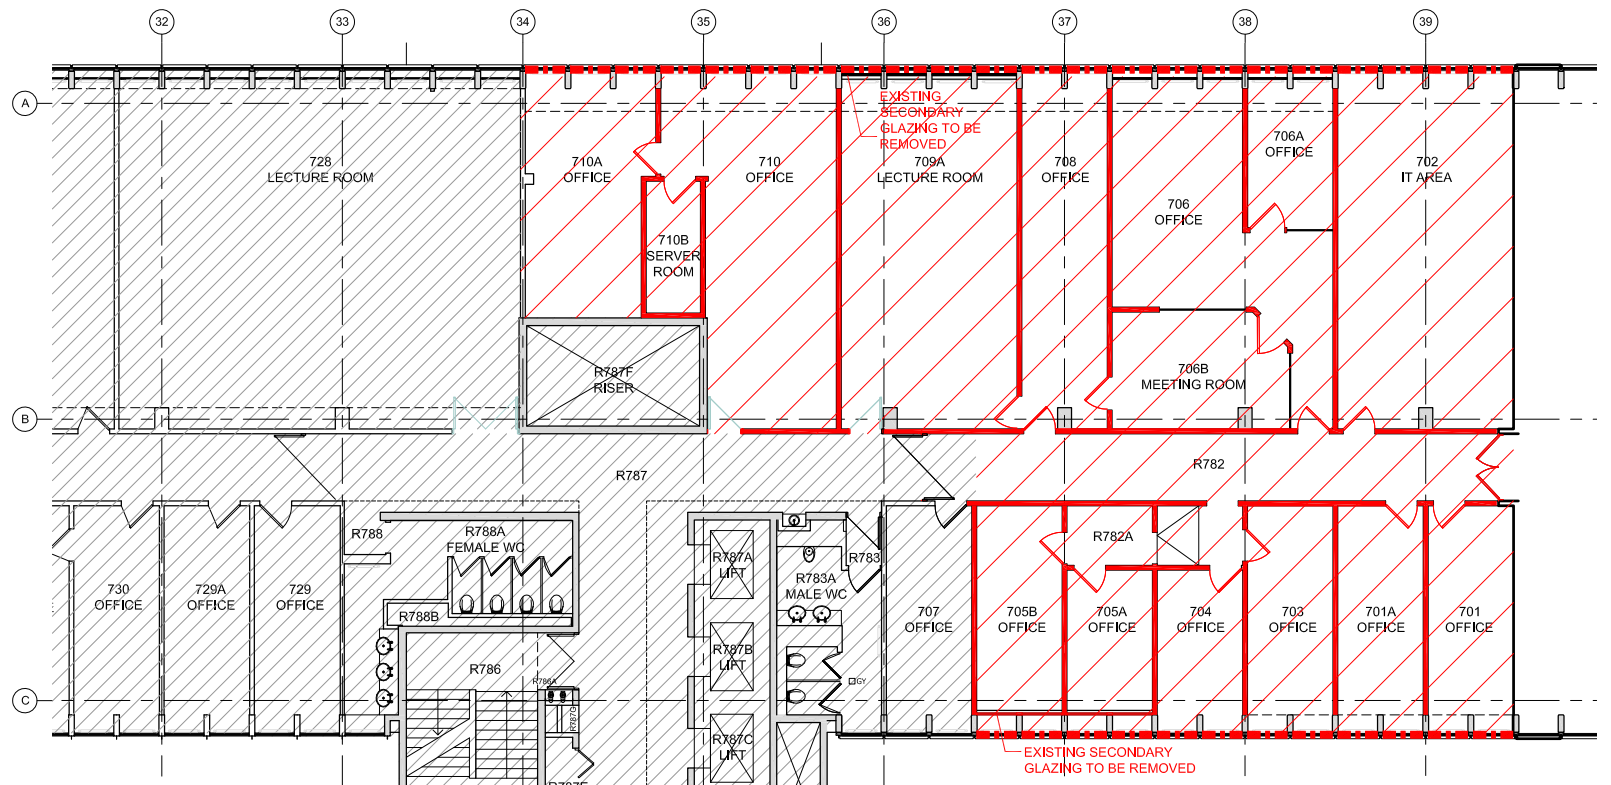 32
33
34
35
36
37
38
39
A
EXISTING
SECONDARY
GLAZING TO BE
REMOVED
728
LECTURE ROOM
710A
OFFICE
710
OFFICE
709A
LECTURE ROOM
708
OFFICE
706A
OFFICE
702
IT AREA
706
OFFICE
710B
SERVER
ROOM
R787F
RISER
706B
MEETING ROOM
B
R787
R782
R788
R788A
FEMALE WC
R787A
LIFT
R783A
MALE WC
R783
R782A
730
OFFICE
729A
OFFICE
729
OFFICE
R788B
707
OFFICE
705B
OFFICE
705A
OFFICE
704
OFFICE
703
OFFICE
701A
OFFICE
701
OFFICE
R787B
LIFT
R786
R786A
GY
C
R787G
R787C
LIFT
EXISTING SECONDARY
GLAZING TO BE REMOVED